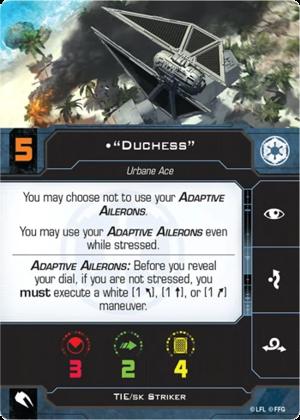 •“Duchess”
5
Urbane Ace
You may choose not to use your Adaptive
Ailerons.
You may use your Adaptive Ailerons even
while stressed.
Adaptive Ailerons: Before you reveal
your dial, if you are not stressed, you
must execute a white (1 ↰), (1 ↑), or (1 ↱)
maneuver.
3 2 4
TIE/sk Striker
© LFL © FFG